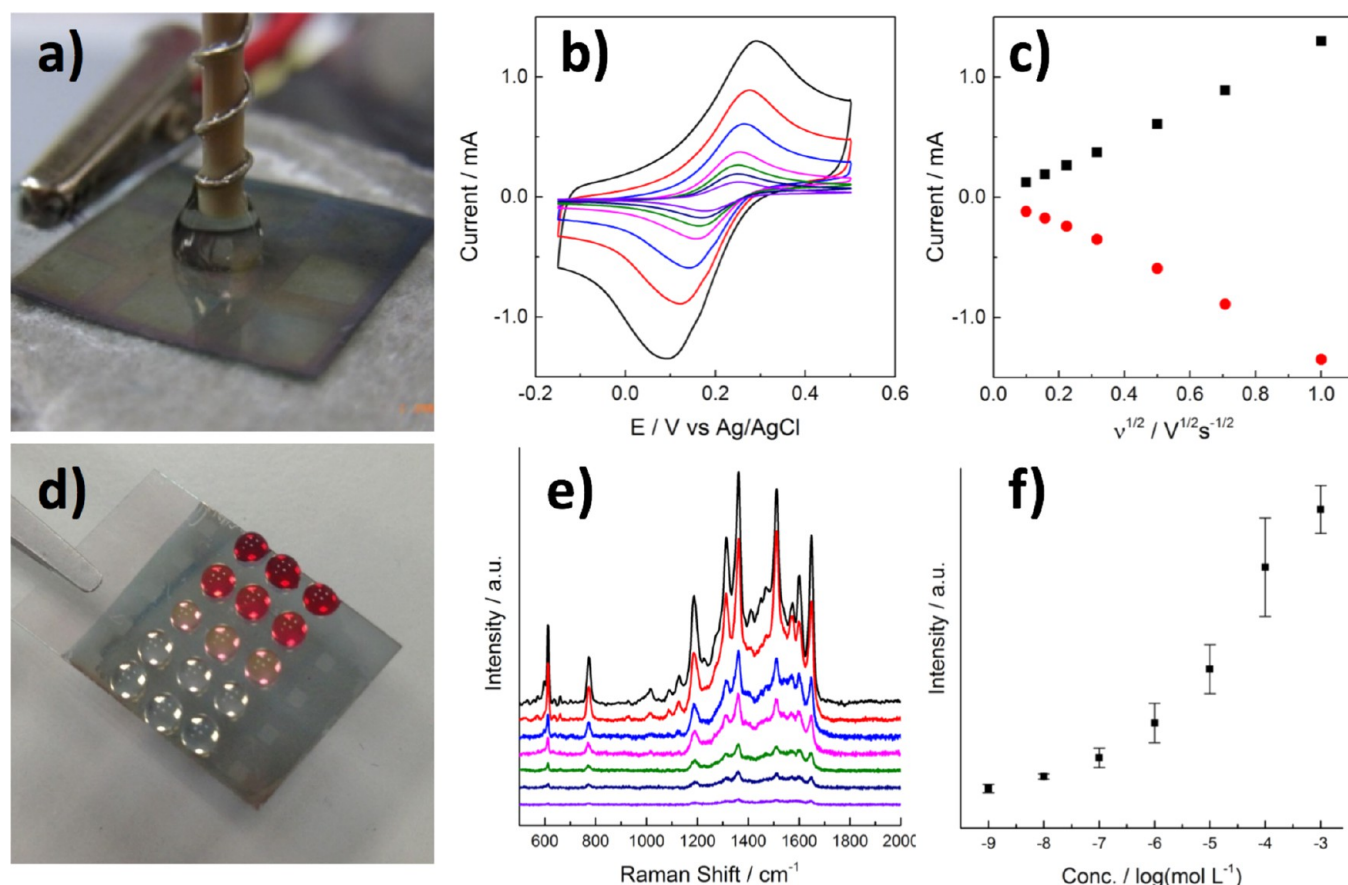 a)
b)
1.0
0.0
-1.0
Current / mA
-0.2
0.0
0.2
0.4
0.6
E / V vs Ag/AgCl
c)
1.0
0.0
-1.0
Current / mA
0.0
0.2
0.4
0.6
0.8
1.0
ν¹/² / V¹/²s⁻¹/²
d)
e)
Intensity / a.u.
600
800
1000
1200
1400
1600
1800
2000
Raman Shift / cm⁻¹
f)
Intensity / a.u.
-9
-8
-7
-6
-5
-4
-3
Conc. / log(mol L⁻¹)